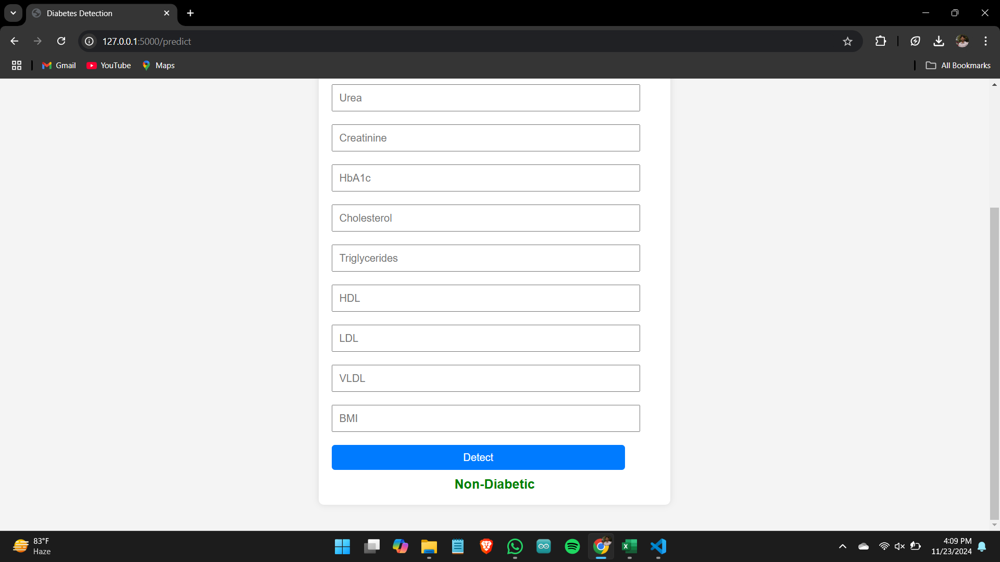 Diabetes Detection
127.0.0.1:5000/predict
Gmail
YouTube
Maps
All Bookmarks
Urea
Creatinine
HbA1c
Cholesterol
Triglycerides
HDL
LDL
VLDL
BMI
Detect
Non-Diabetic
83°F
Haze
4:09 PM
11/23/2024